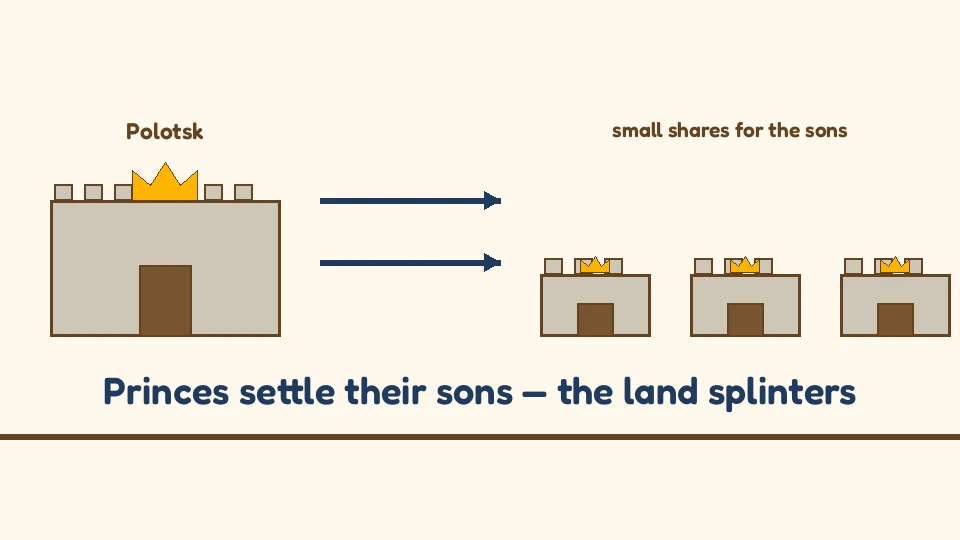 Polotsk
small shares for the sons
Princes settle their sons — the land splinters